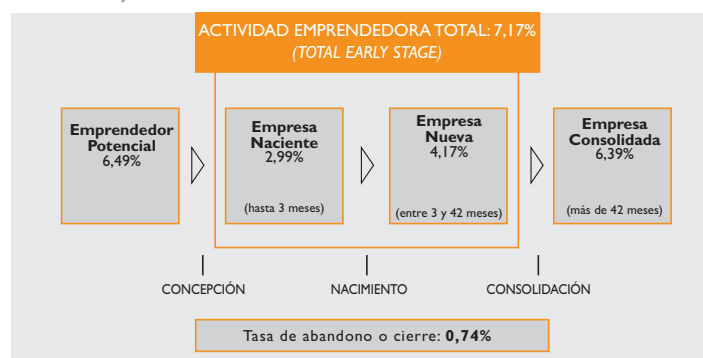 ACTIVIDAD EMPRENDEDORA TOTAL: 7,17%
(TOTAL EARLY STAGE)
Emprendedor
Potencial
6,49%
Empresa
Naciente
2,99%
(hasta 3 meses)
Empresa
Nueva
4,17%
(entre 3 y 42 meses)
Empresa
Consolidada
6,39%
(más de 42 meses)
CONCEPCIÓN
NACIMIENTO
CONSOLIDACIÓN
Tasa de abandono o cierre: 0,74%